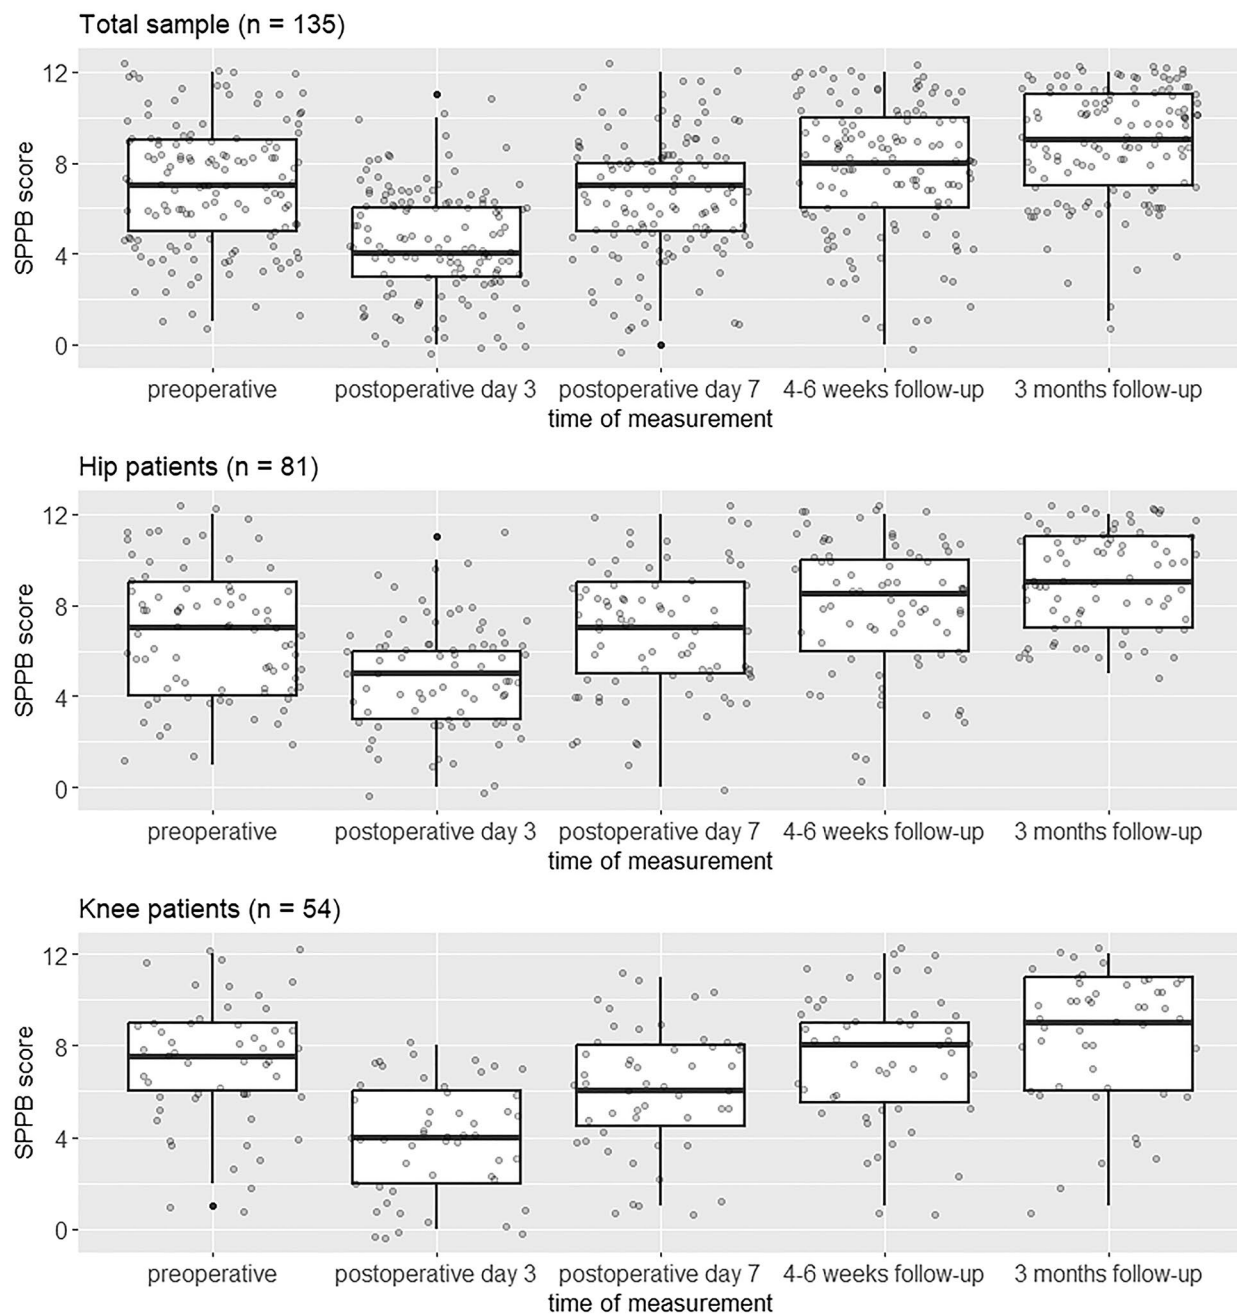 Total sample (n = 135)
SPPB score
12
8
4
0
preoperative postoperative day 3 postoperative day 7 4-6 weeks follow-up 3 months follow-up
time of measurement
Hip patients (n = 81)
SPPB score
12
8
4
0
preoperative postoperative day 3 postoperative day 7 4-6 weeks follow-up 3 months follow-up
time of measurement
Knee patients (n = 54)
SPPB score
12
8
4
0
preoperative postoperative day 3 postoperative day 7 4-6 weeks follow-up 3 months follow-up
time of measurement